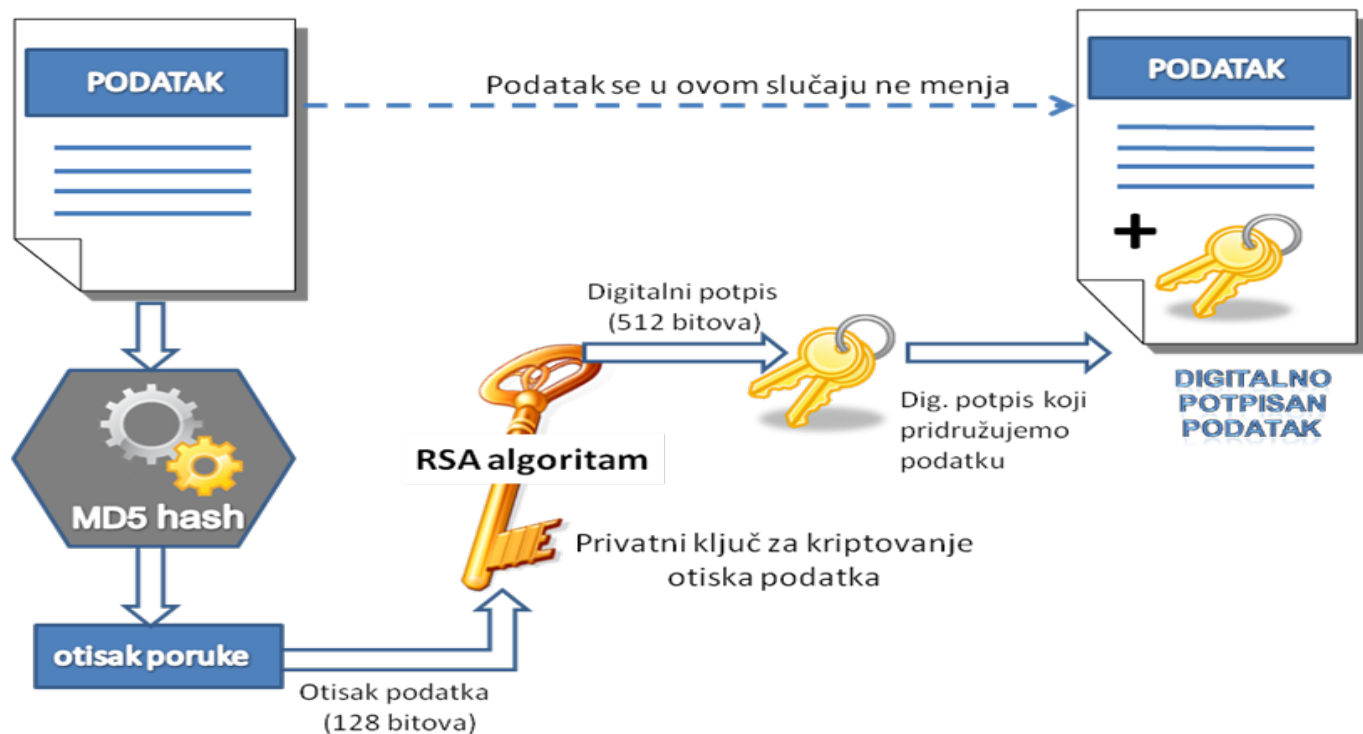 PODATAK
Podatak se u ovom slučaju ne menja
PODATAK
Digitalni potpis
(512 bitova)
Dig. potpis koji
pridružujemo
podatku
DIGITALNO
POTPISAN
PODATAK
RSA algoritam
MD5 hash
Privatni ključ za kriptovanje
otiska podatka
otisak poruke
Otisak podatka
(128 bitova)